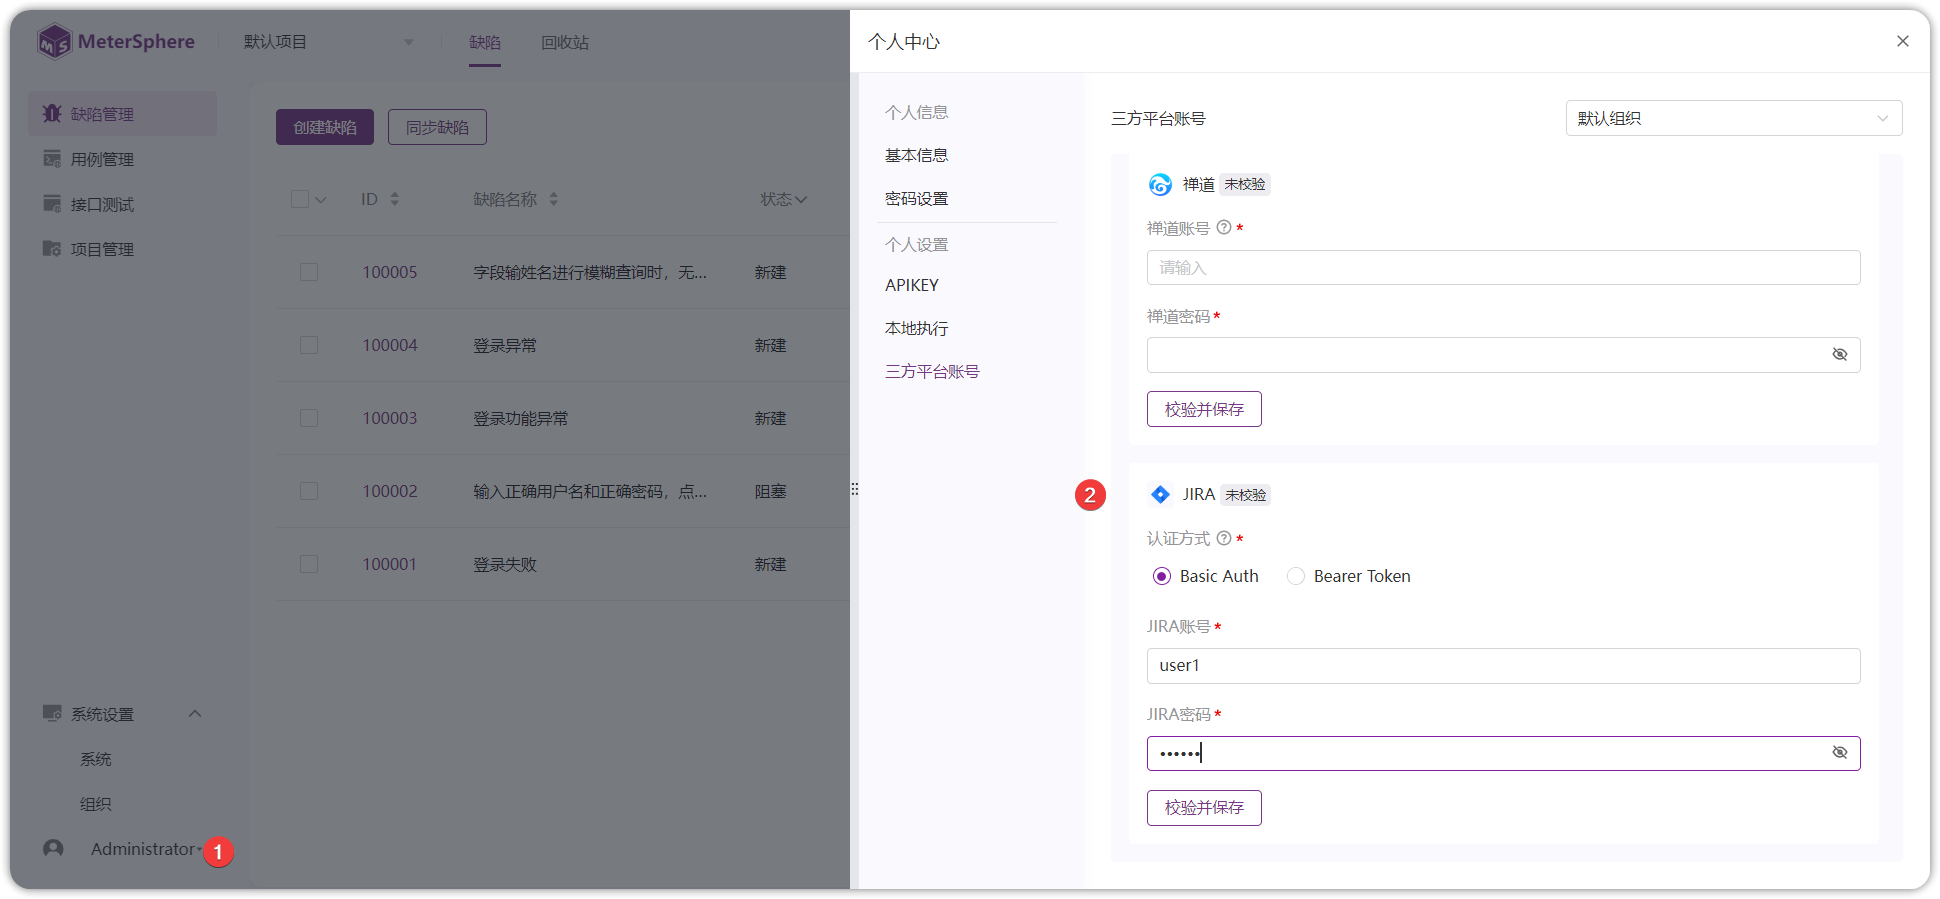 MeterSphere
默认项目
缺陷
回收站
缺陷管理
用例管理
接口测试
项目管理
创建缺陷
同步缺陷
ID
缺陷名称
状态
100005
字段输姓名进行模糊查询时，无...
新建
100004
登录异常
新建
100003
登录功能异常
新建
100002
输入正确用户名和正确密码，点...
阻塞
100001
登录失败
新建
系统设置
系统
组织
Administrator
1
个人中心
个人信息
基本信息
密码设置
个人设置
APIKEY
本地执行
三方平台账号
三方平台账号
默认组织
禅道 未校验
禅道账号 *
请输入
禅道密码 *
校验并保存
2
JIRA 未校验
认证方式 *
Basic Auth
Bearer Token
JIRA账号 *
user1
JIRA密码 *
••••••
校验并保存